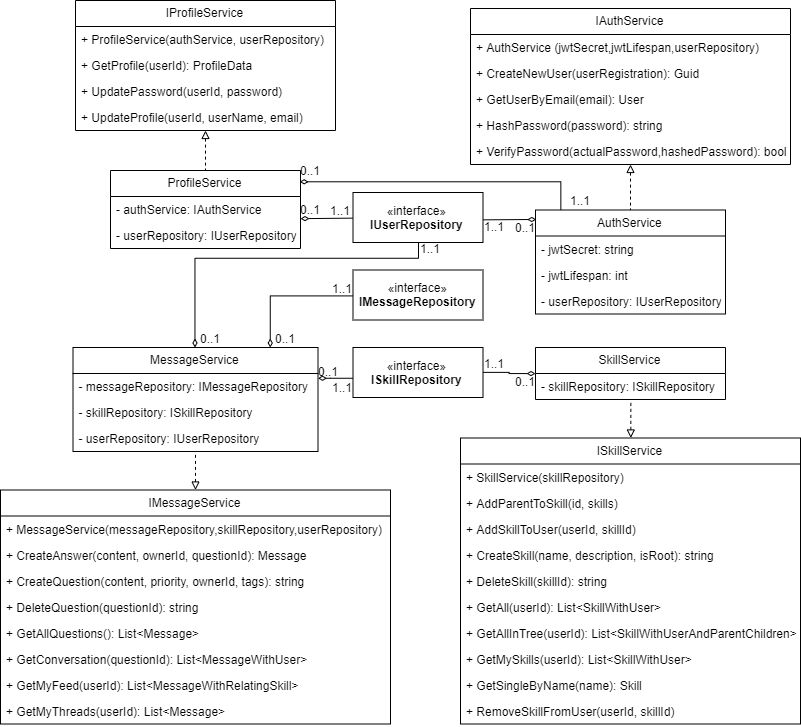 IProfileService
+ ProfileService(authService, userRepository)
+ GetProfile(userId): ProfileData
+ UpdatePassword(userId, password)
+ UpdateProfile(userId, userName, email)
IAuthService
+ AuthService (jwtSecret,jwtLifespan,userRepository)
+ CreateNewUser(userRegistration): Guid
+ GetUserByEmail(email): User
+ HashPassword(password): string
+ VerifyPassword(actualPassword,hashedPassword): bool
ProfileService
- authService: IAuthService
- userRepository: IUserRepository
0..1
1..1
0..1
1..1
«interface»
IUserRepository
1..1
0..1
1..1
AuthService
- jwtSecret: string
- jwtLifespan: int
- userRepository: IUserRepository
«interface»
IMessageRepository
1..1
0..1
0..1
MessageService
- messageRepository: IMessageRepository
- skillRepository: ISkillRepository
- userRepository: IUserRepository
0..1
1..1
«interface»
ISkillRepository
1..1
0..1
SkillService
- skillRepository: ISkillRepository
IMessageService
+ MessageService(messageRepository,skillRepository,userRepository)
+ CreateAnswer(content, ownerId, questionId): Message
+ CreateQuestion(content, priority, ownerId, tags): string
+ DeleteQuestion(questionId): string
+ GetAllQuestions(): List<Message>
+ GetConversation(questionId): List<MessageWithUser>
+ GetMyFeed(userId): List<MessageWithRelatingSkill>
+ GetMyThreads(userId): List<Message>
ISkillService
+ SkillService(skillRepository)
+ AddParentToSkill(id, skills)
+ AddSkillToUser(userId, skillId)
+ CreateSkill(name, description, isRoot): string
+ DeleteSkill(skillId): string
+ GetAll(userId): List<SkillWithUser>
+ GetAllInTree(userId): List<SkillWithUserAndParentChildren>
+ GetMySkills(userId): List<SkillWithUser>
+ GetSingleByName(name): Skill
+ RemoveSkillFromUser(userId, skillId)